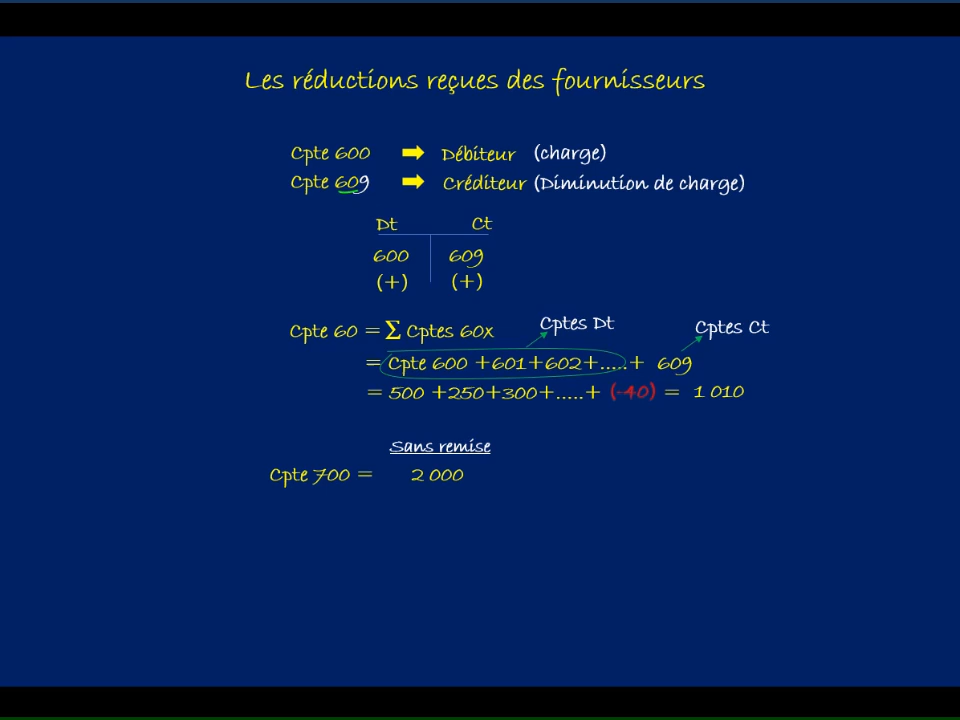 Les réductions reçues des fournisseurs
Cpte 600 ➡ Débiteur (charge)
Cpte 609 ➡ Créditeur (Diminution de charge)
Dt Ct
600 609
(+) (+)
Cptes Dt Cptes Ct
Cpte 60 = Σ Cptes 60x
= Cpte 600 +601+602+.....+ 609
= 500 +250+300+.....+ (-40) = 1 010
Sans remise
Cpte 700 = 2 000